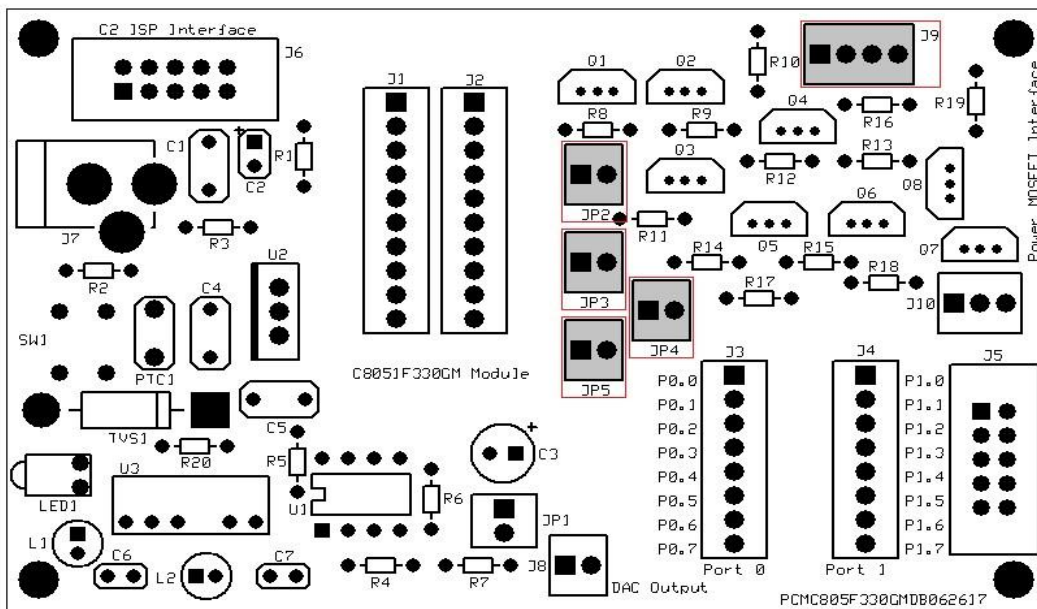 C2 ISP Interface
J6
J7
C1
+
C2
R1
R3
R2
U2
C4
SW1
PTC1
TVS1
C5
R20
U3
LED1
L1
C6
L2
C7
R5
U1
R6
R4
R7
+
C3
JP1
J8
DAC Output
J1
J2
C8051F330GM Module
Q1
Q2
R10
J9
R8
R9
Q4
R16
R19
Q3
R12
R13
Q8
JP2
R11
Q5
Q6
Q7
Power MOSFET Interface
JP3
R14
R15
R17
R18
J10
JP4
JP5
J3
P0.0
P0.1
P0.2
P0.3
P0.4
P0.5
P0.6
P0.7
Port 0
J4
Port 1
J5
P1.0
P1.1
P1.2
P1.3
P1.4
P1.5
P1.6
P1.7
PCMC805F330GMDB062617